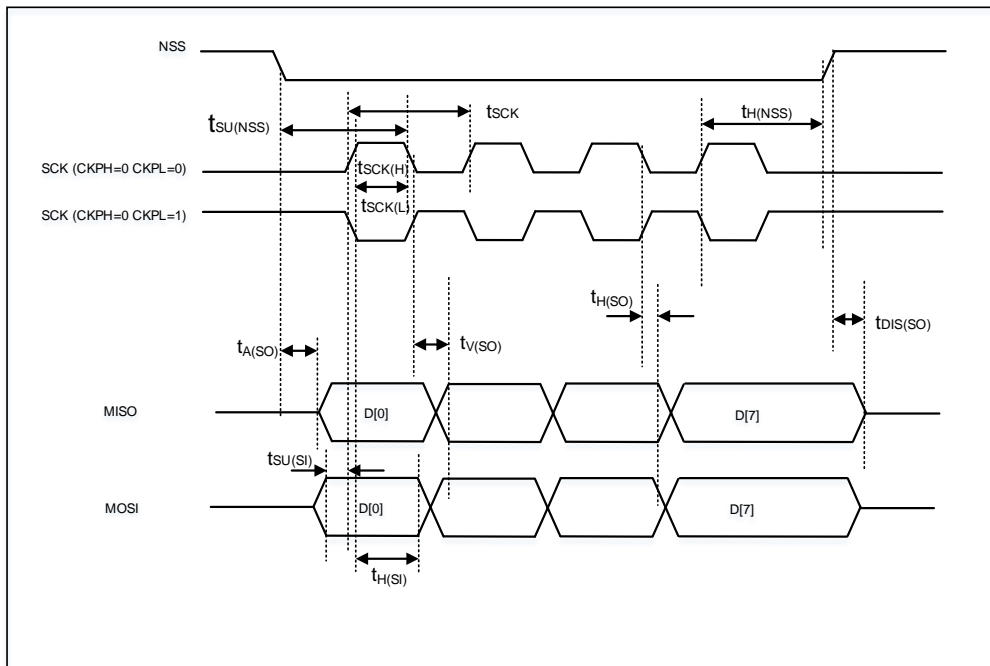 NSS
tSCK
tSU(NSS)
tH(NSS)
SCK (CKPH=0 CKPL=0)
tSCK(H)
tSCK(L)
SCK (CKPH=0 CKPL=1)
tH(SO)
tDIS(SO)
tA(SO)
tV(SO)
MISO
D[0]
D[7]
tSU(SI)
MOSI
D[0]
D[7]
tH(SI)